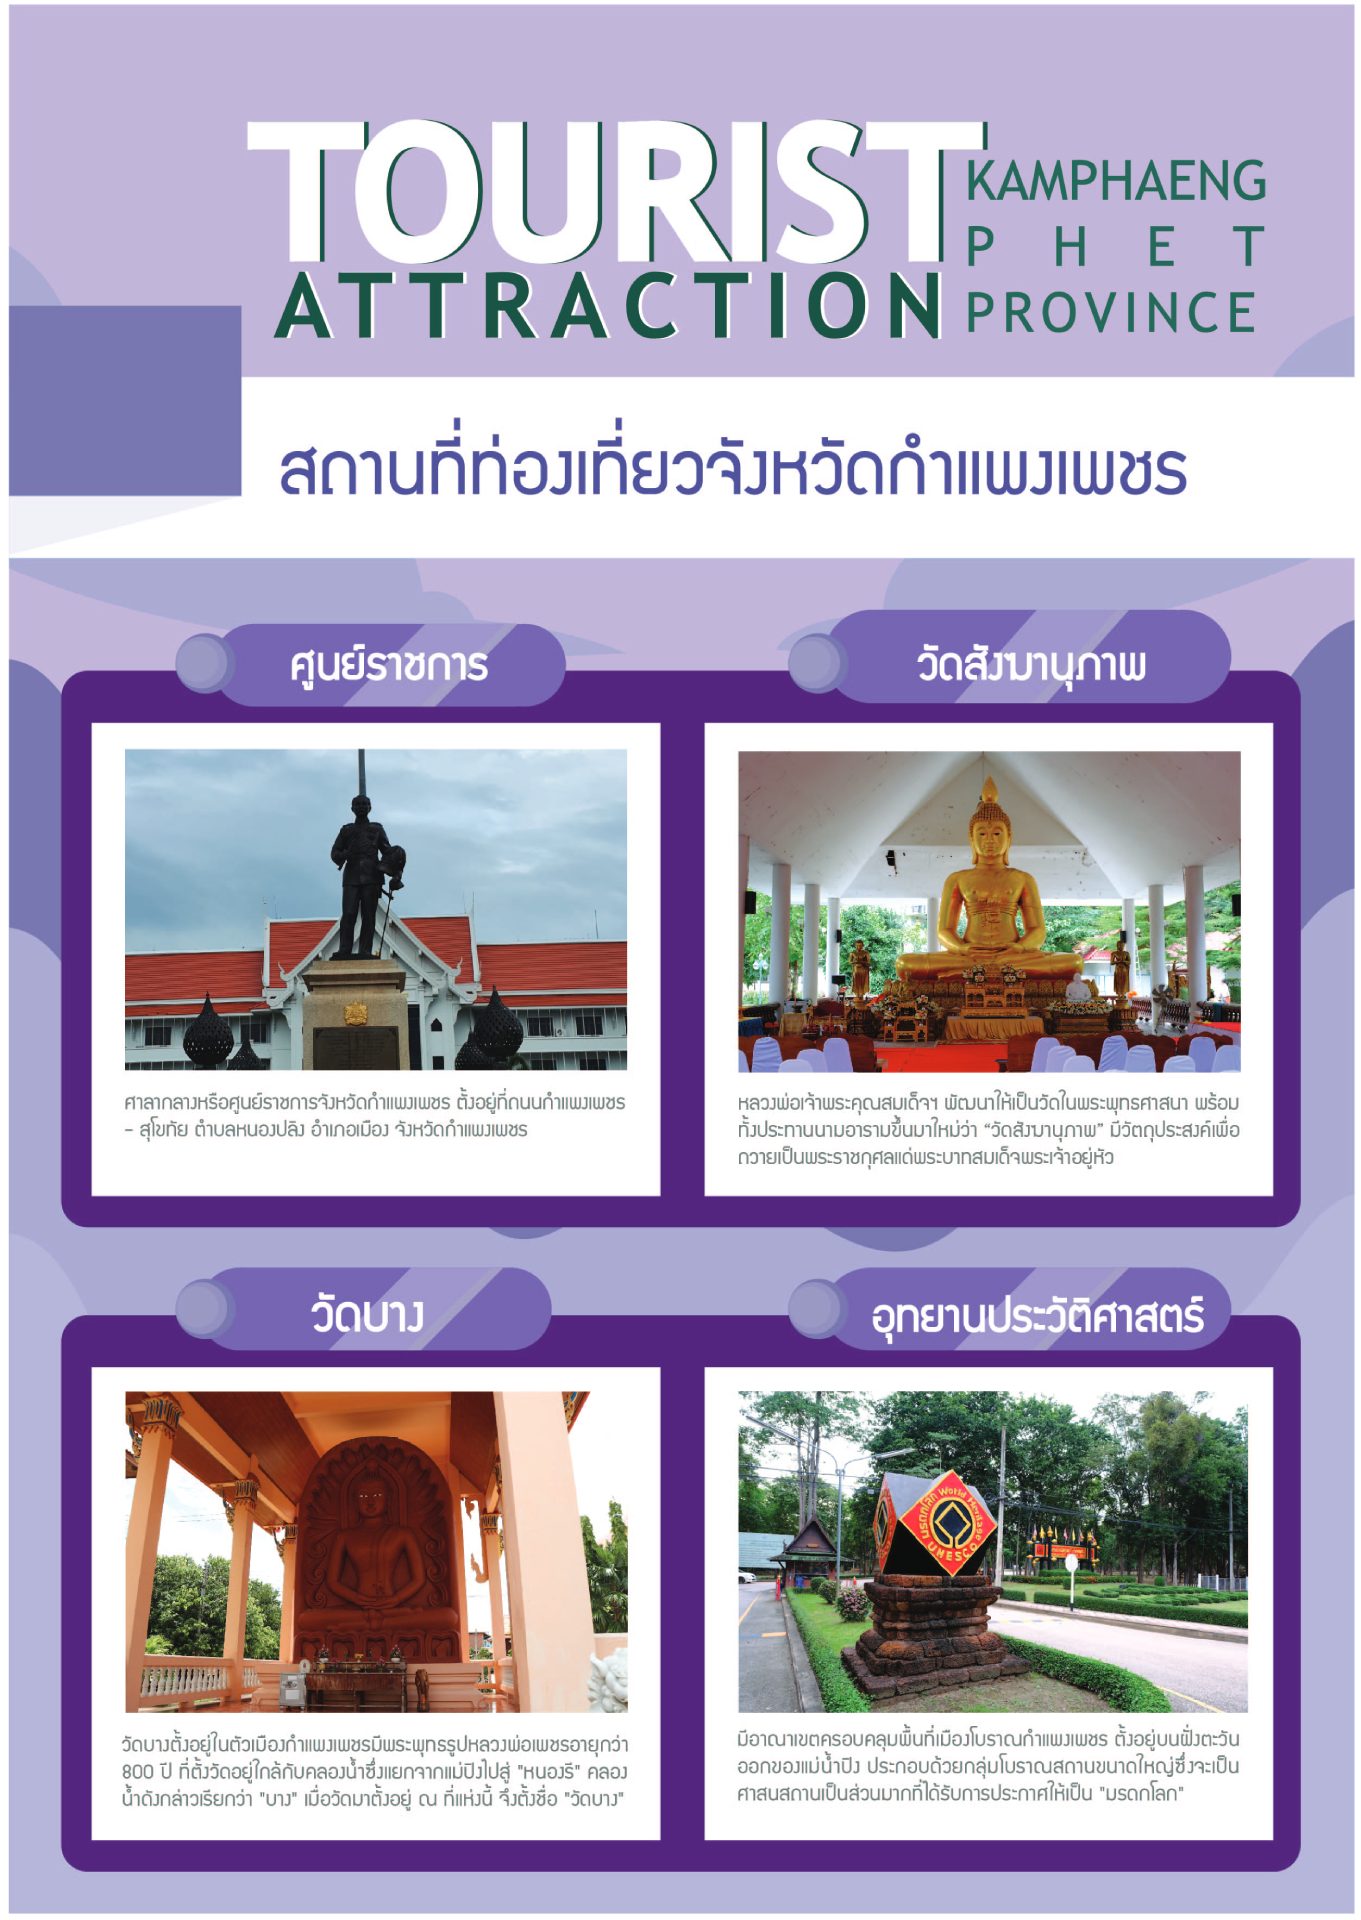 TOURIST
ATTRACTION
KAMPHAENG
PHET
PROVINCE
สถานที่ท่องเที่ยวจังหวัดกำแพงเพชร
ศูนย์ราชการ
ศาลากลางหรือศูนย์ราชการจังหวัดกำแพงเพชร ตั้งอยู่ที่ถนนกำแพงเพชร
– สุโขทัย ตำบลหนองปลิง อำเภอเมือง จังหวัดกำแพงเพชร
วัดสังฆานุภาพ
หลวงพ่อเจ้าพระคุณสมเด็จฯ พัฒนาให้เป็นวัดในพระพุทธศาสนา พร้อม
ทั้งประทานนามอารามขึ้นมาใหม่ว่า “วัดสังฆานุภาพ” มีวัตถุประสงค์เพื่อ
ถวายเป็นพระราชกุศลแด่พระบาทสมเด็จพระเจ้าอยู่หัว
วัดบาง
วัดบางตั้งอยู่ในตัวเมืองกำแพงเพชรมีพระพุทธรูปหลวงพ่อเพชรอายุกว่า
800 ปี ที่ตั้งวัดอยู่ใกล้กับคลองน้ำซึ่งแยกจากแม่ปิงไปสู่ "หนองรี" คลอง
น้ำดังกล่าวเรียกว่า "บาง" เมื่อวัดมาตั้งอยู่ ณ ที่แห่งนี้ จึงตั้งชื่อ "วัดบาง"
อุทยานประวัติศาสตร์
มรดกโลก World Heritage
UNESCO
มีอาณาเขตครอบคลุมพื้นที่เมืองโบราณกำแพงเพชร ตั้งอยู่บนฝั่งตะวัน
ออกของแม่น้ำปิง ประกอบด้วยกลุ่มโบราณสถานขนาดใหญ่ซึ่งจะเป็น
ศาสนสถานเป็นส่วนมากที่ได้รับการประกาศให้เป็น "มรดกโลก"